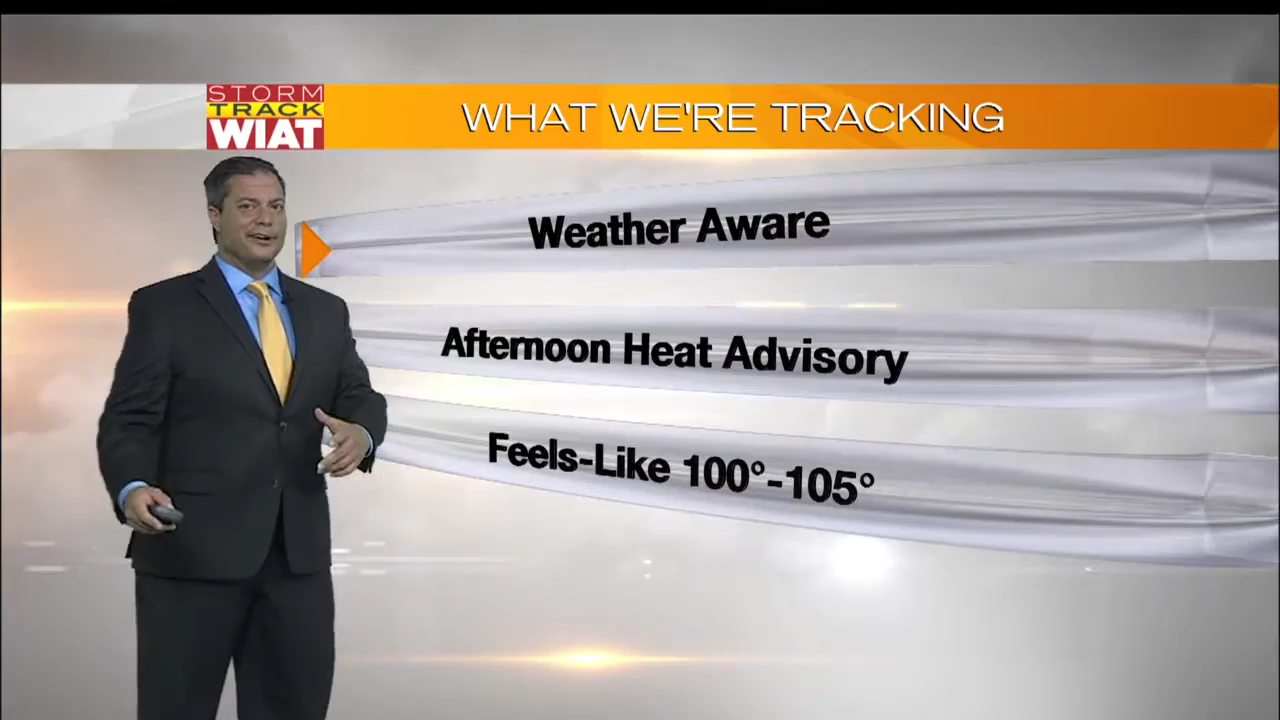 STORM
TRACK
WIAT
WHAT WE'RE TRACKING
Weather Aware
Afternoon Heat Advisory
Feels-Like 100°-105°